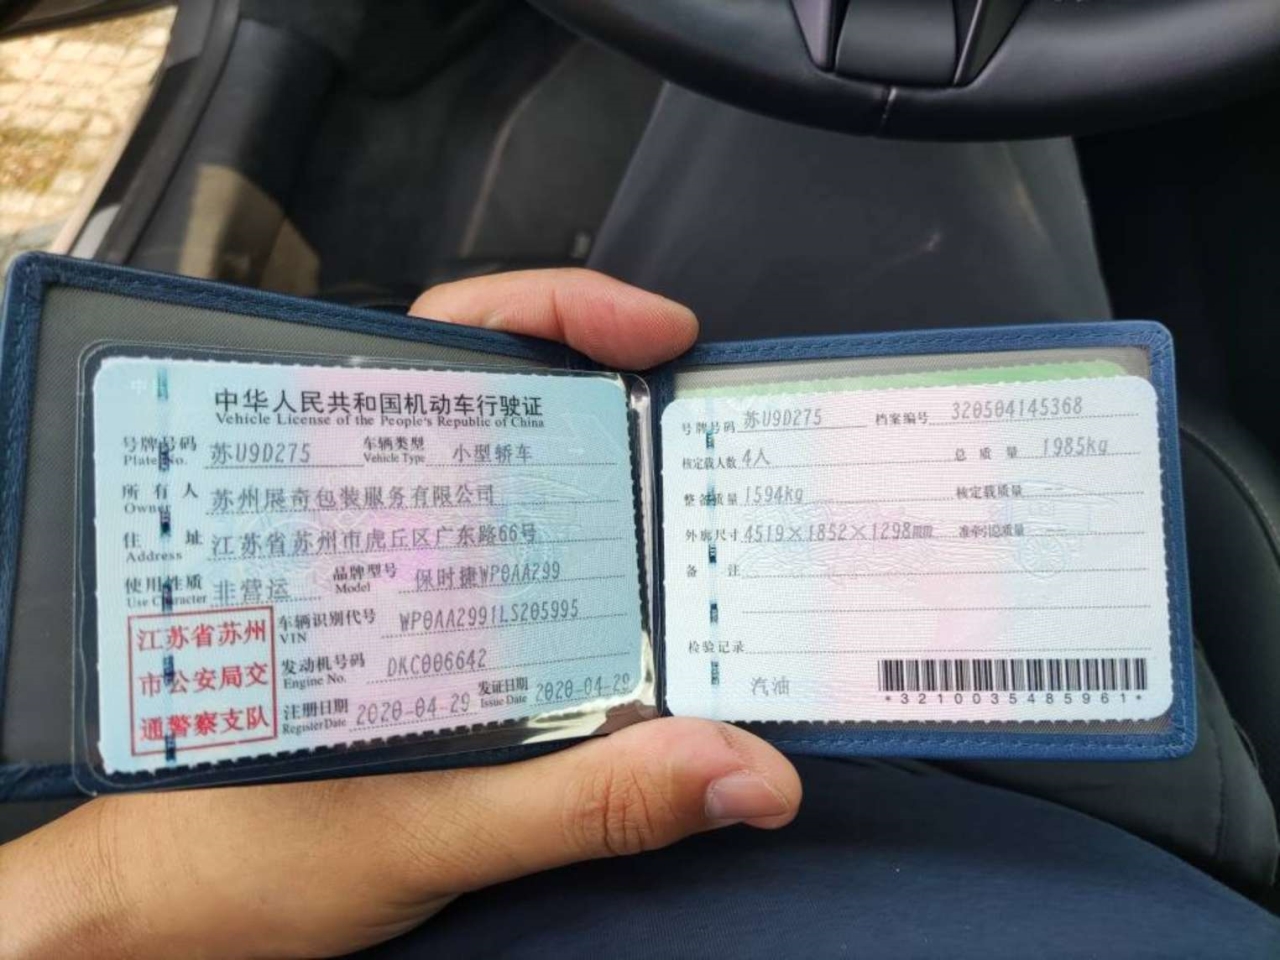 中华人民共和国机动车行驶证
Vehicle License of the People's Republic of China
号牌号码 Plate No. 苏U9D275 车辆类型 Vehicle Type 小型轿车
所有人 Owner 苏州展奇包装服务有限公司
住址 Address 江苏省苏州市虎丘区广东路66号
使用性质 Use Character 非营运 品牌型号 Model 保时捷WP0AA299
车辆识别代号 VIN WP0AA2991LS205995
发动机号码 Engine No. DKC006642
注册日期 Register Date 2020-04-29 发证日期 Issue Date 2020-04-29
江苏省苏州
市公安局交
通警察支队
号牌号码 苏U9D275 档案编号 320504145368
核定载人数 4人 总质量 1985kg
整备质量 1594kg 核定载质量 --
外廓尺寸 4519×1852×1298mm 准牵引总质量 --
备注
检验记录
汽油
*3210035485961*